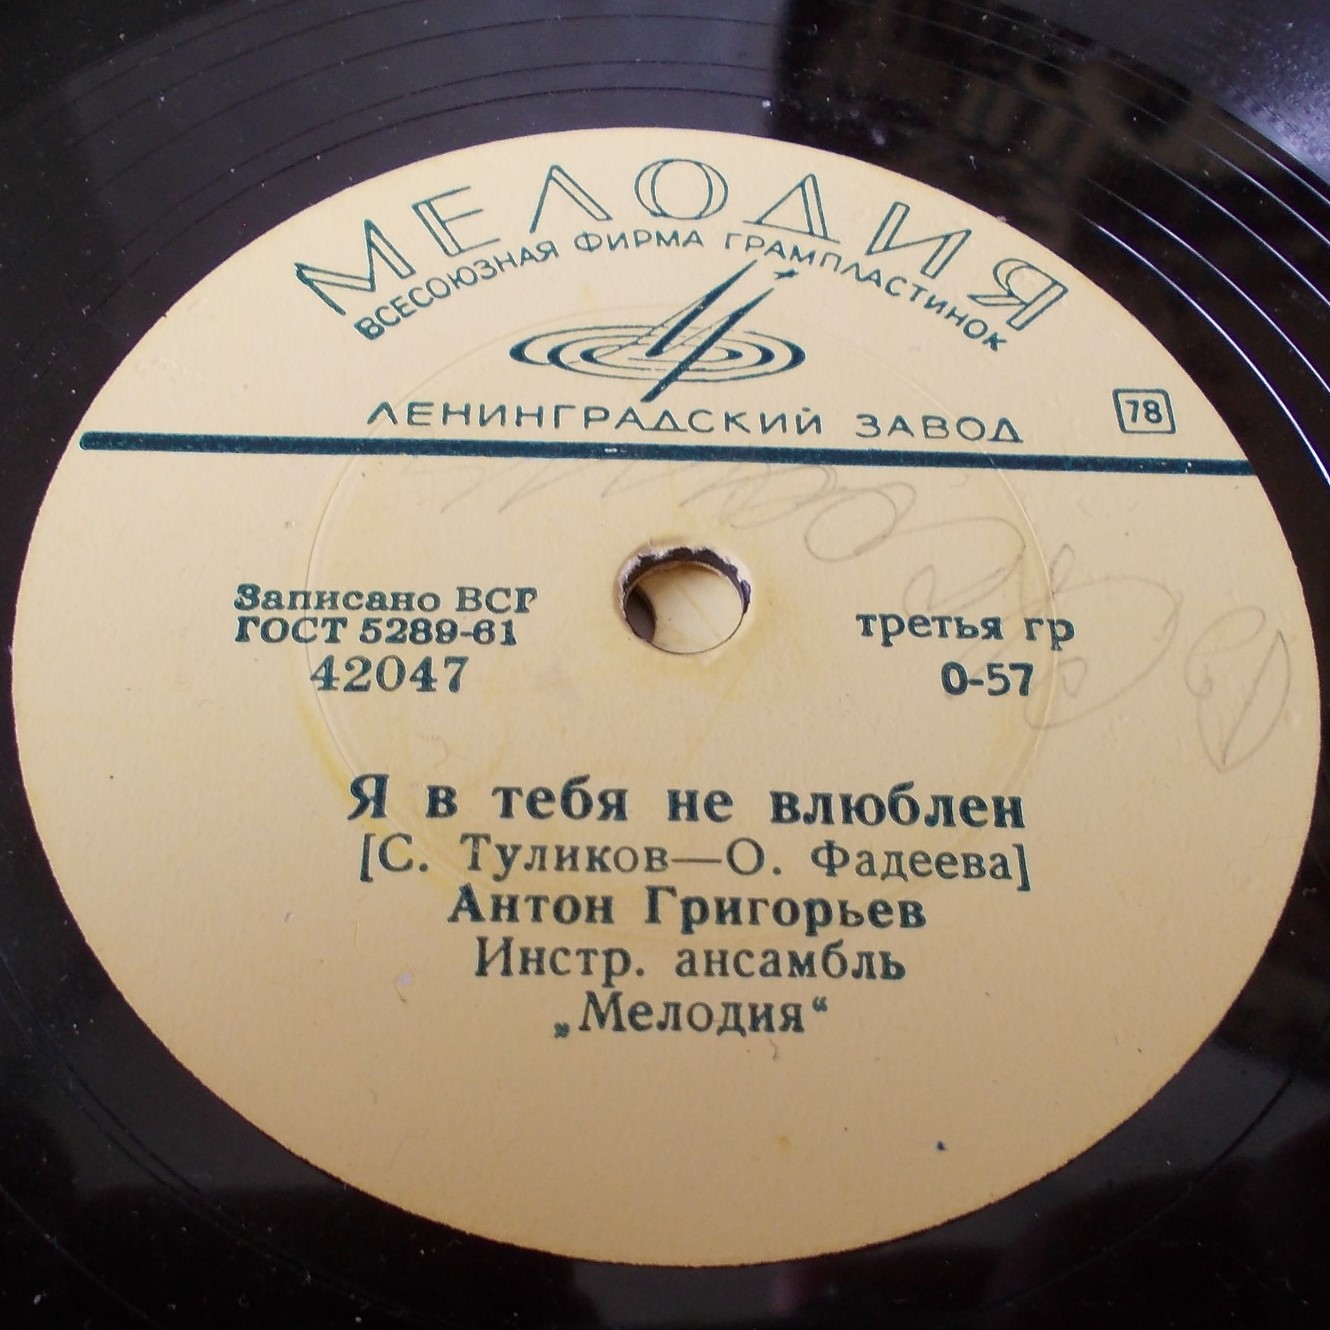 МЕЛОДИЯ
ВСЕСОЮЗНАЯ ФИРМА ГРАМПЛАСТИНОК
ЛЕНИНГРАДСКИЙ ЗАВОД
78
Записано ВСГ
ГОСТ 5289-61
42047
третья гр
0-57
Я в тебя не влюблен
[С. Туликов—О. Фадеева]
Антон Григорьев
Инстр. ансамбль
„Мелодия“